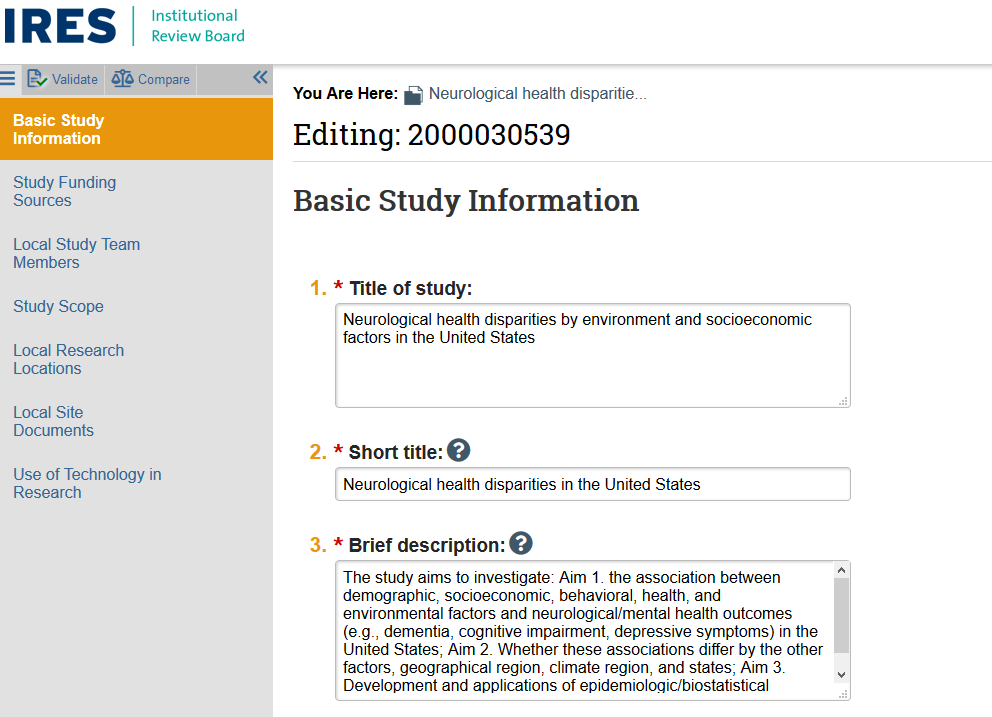 IRES
Institutional
Review Board
Validate
Compare
Basic Study
Information
Study Funding
Sources
Local Study Team
Members
Study Scope
Local Research
Locations
Local Site
Documents
Use of Technology in
Research
You Are Here: Neurological health disparitie...
Editing: 2000030539
Basic Study Information
1. * Title of study:
Neurological health disparities by environment and socioeconomic
factors in the United States
2. * Short title: ?
Neurological health disparities in the United States
3. * Brief description: ?
The study aims to investigate: Aim 1. the association between
demographic, socioeconomic, behavioral, health, and
environmental factors and neurological/mental health outcomes
(e.g., dementia, cognitive impairment, depressive symptoms) in the
United States; Aim 2. Whether these associations differ by the other
factors, geographical region, climate region, and states; Aim 3.
Development and applications of epidemiologic/biostatistical